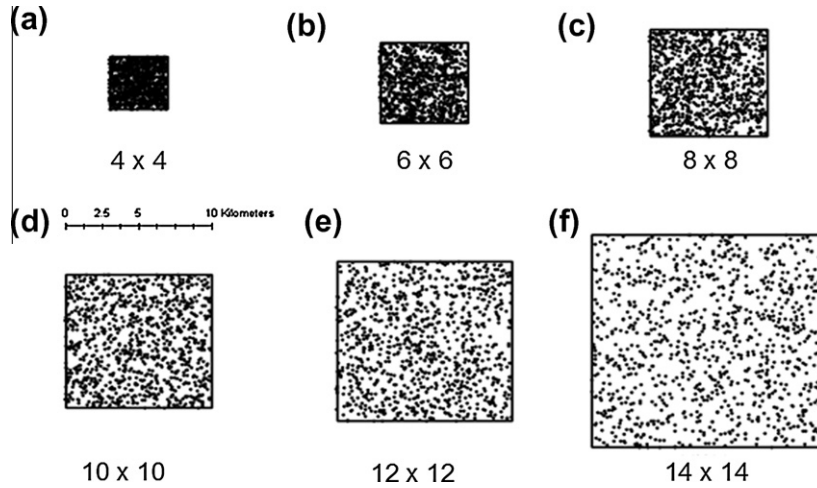 (a)
(b)
(c)
4 x 4
6 x 6
8 x 8
(d)
0 2.5 5 10 Kilometers
(e)
(f)
10 x 10
12 x 12
14 x 14